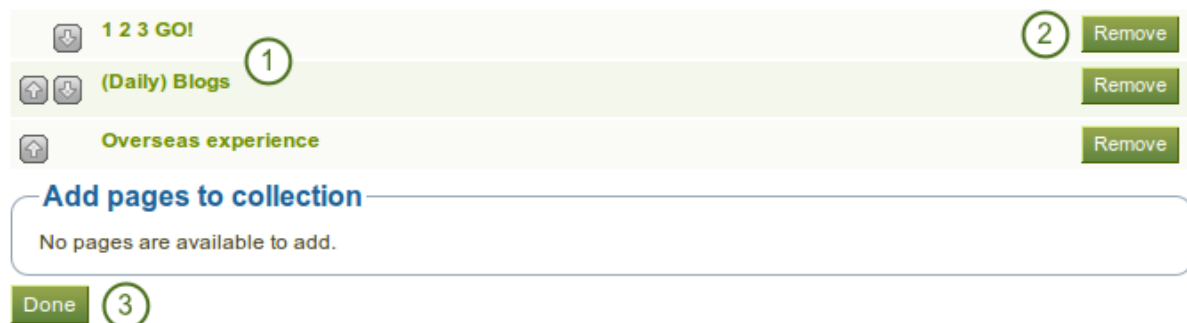 1 2 3 GO! 2 Remove
1
(Daily) Blogs Remove
Overseas experience Remove
Add pages to collection
No pages are available to add.
Done 3